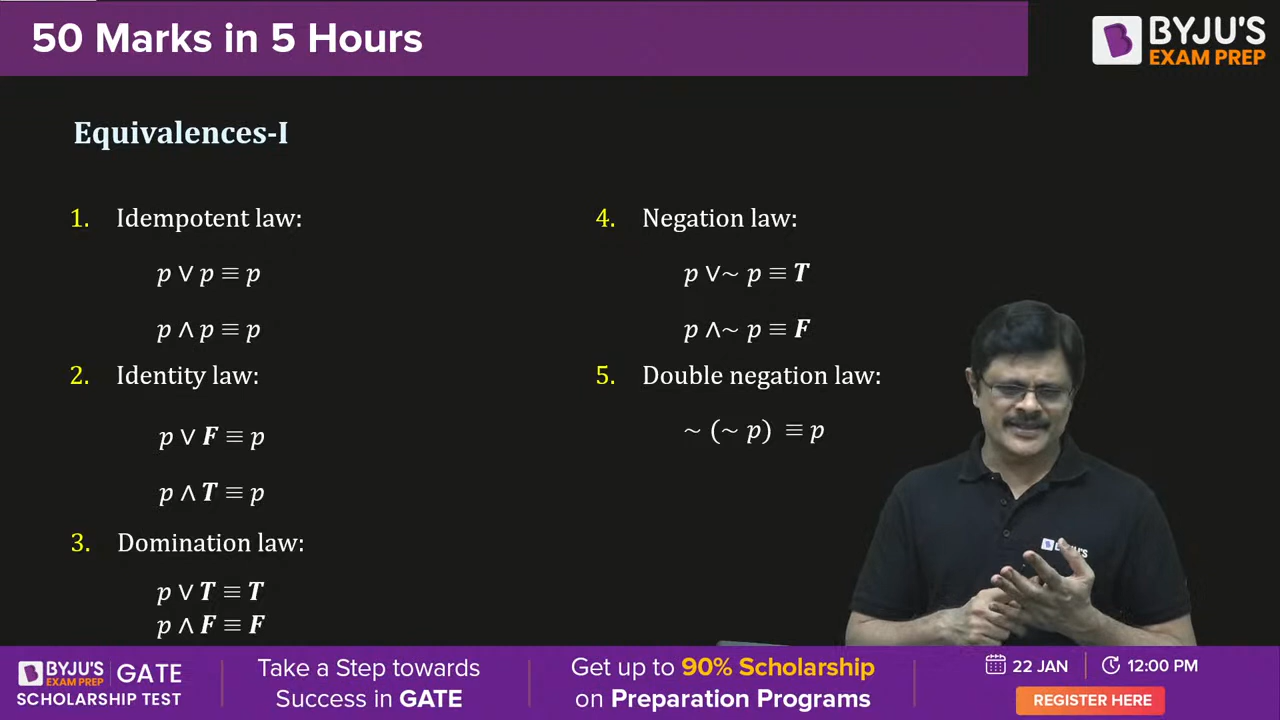 50 Marks in 5 Hours
BYJU'S
EXAM PREP
Equivalences-I
1. Idempotent law:
p ∨ p ≡ p
p ∧ p ≡ p
2. Identity law:
p ∨ F ≡ p
p ∧ T ≡ p
3. Domination law:
p ∨ T ≡ T
p ∧ F ≡ F
4. Negation law:
p ∨~ p ≡ T
p ∧~ p ≡ F
5. Double negation law:
~ (~ p) ≡ p
BYJU'S
BYJU'S
EXAM PREP
GATE
SCHOLARSHIP TEST
Take a Step towards
Success in GATE
Get up to 90% Scholarship
on Preparation Programs
22 JAN
12:00 PM
REGISTER HERE